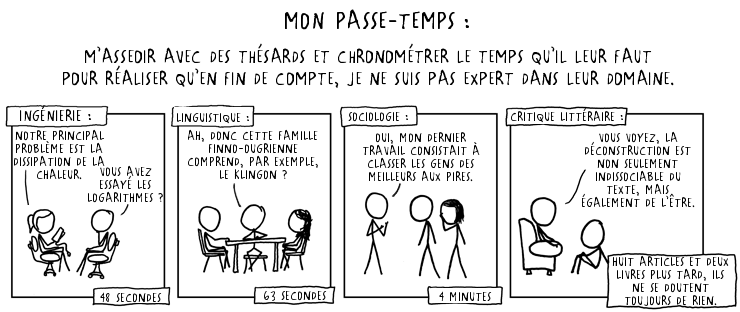 MON PASSE-TEMPS :
M'ASSEOIR AVEC DES THÉSARDS ET CHRONOMÉTRER LE TEMPS QU'IL LEUR FAUT
POUR RÉALISER QU'EN FIN DE COMPTE, JE NE SUIS PAS EXPERT DANS LEUR DOMAINE.
INGÉNIERIE :
NOTRE PRINCIPAL
PROBLÈME EST LA
DISSIPATION DE LA
CHALEUR.
VOUS AVEZ
ESSAYÉ LES
LOGARITHMES ?
48 SECONDES
LINGUISTIQUE :
AH, DONC CETTE FAMILLE
FINNO-OUGRIENNE
COMPREND, PAR EXEMPLE,
LE KLINGON ?
63 SECONDES
SOCIOLOGIE :
OUI, MON DERNIER
TRAVAIL CONSISTAIT À
CLASSER LES GENS DES
MEILLEURS AUX PIRES.
4 MINUTES
CRITIQUE LITTÉRAIRE :
VOUS VOYEZ, LA
DÉCONSTRUCTION EST
NON SEULEMENT
INDISSOCIABLE DU
TEXTE, MAIS
ÉGALEMENT DE L'ÊTRE.
HUIT ARTICLES ET DEUX
LIVRES PLUS TARD, ILS
NE SE DOUTENT
TOUJOURS DE RIEN.